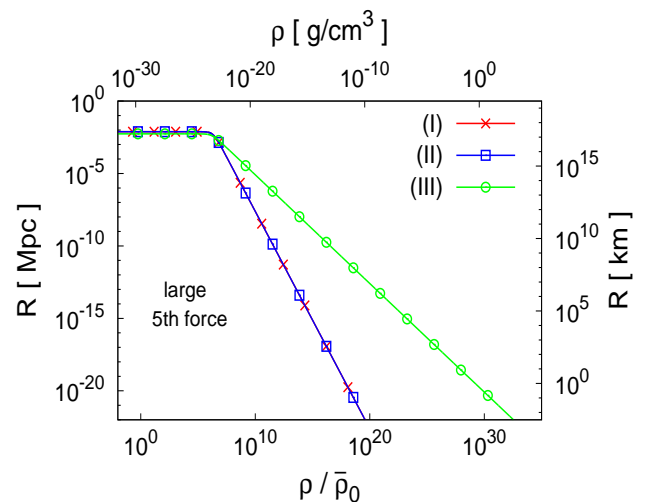 ρ [ g/cm³ ]
10⁻³⁰ 10⁻²⁰ 10⁻¹⁰ 10⁰
10⁰
10⁻⁵
10⁻¹⁰
10⁻¹⁵
10⁻²⁰
R [ Mpc ]
(I)
(II)
(III)
large
5th force
10¹⁵
10¹⁰
10⁵
10⁰
R [ km ]
10⁰ 10¹⁰ 10²⁰ 10³⁰
ρ / ρ̄₀